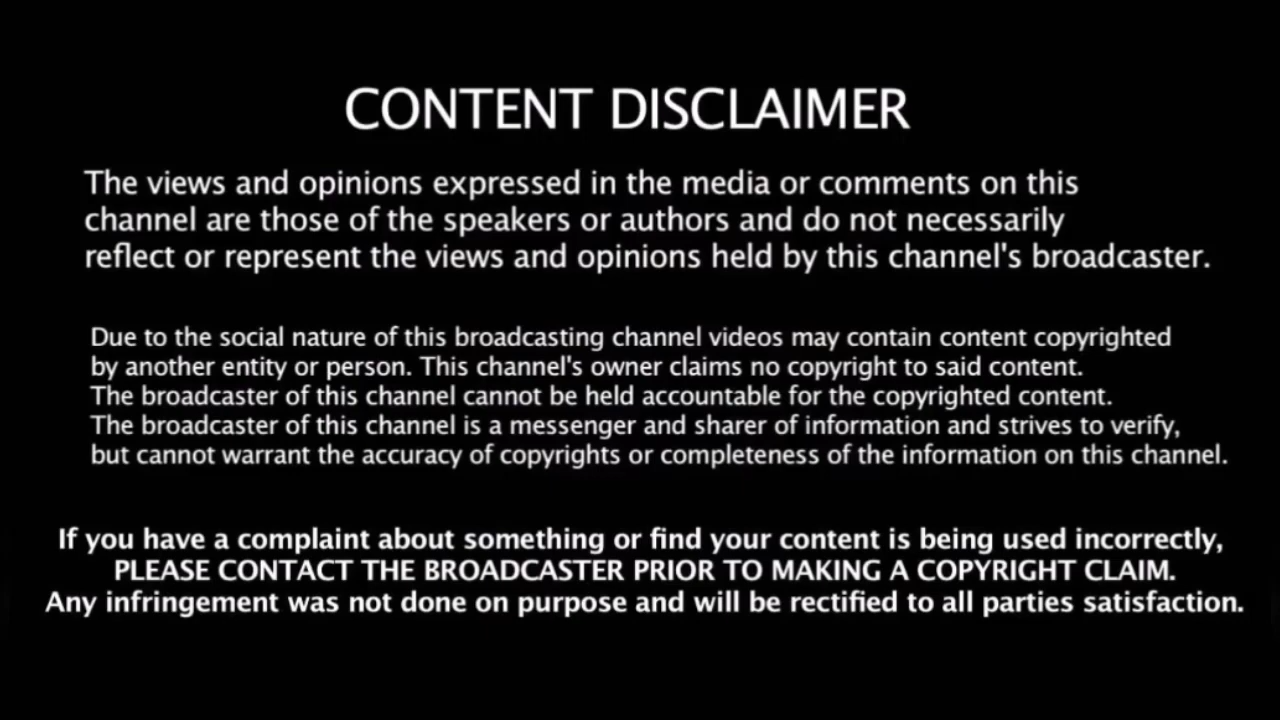 CONTENT DISCLAIMER
The views and opinions expressed in the media or comments on this
channel are those of the speakers or authors and do not necessarily
reflect or represent the views and opinions held by this channel's broadcaster.
Due to the social nature of this broadcasting channel videos may contain content copyrighted
by another entity or person. This channel's owner claims no copyright to said content.
The broadcaster of this channel cannot be held accountable for the copyrighted content.
The broadcaster of this channel is a messenger and sharer of information and strives to verify,
but cannot warrant the accuracy of copyrights or completeness of the information on this channel.
If you have a complaint about something or find your content is being used incorrectly,
PLEASE CONTACT THE BROADCASTER PRIOR TO MAKING A COPYRIGHT CLAIM.
Any infringement was not done on purpose and will be rectified to all parties satisfaction.